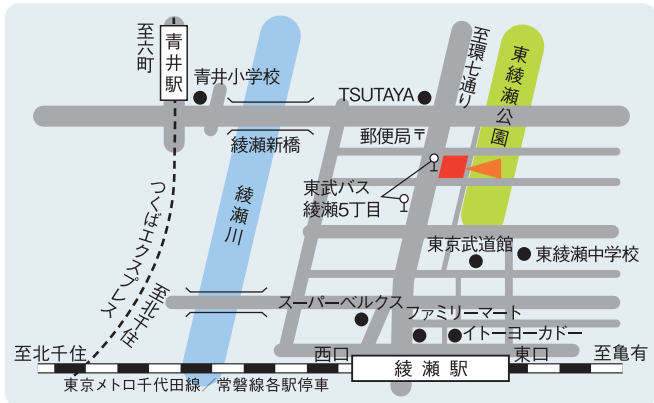 至六町
青井駅
青井小学校
TSUTAYA
至環七通り
東綾瀬公園
綾瀬新橋
郵便局〒
綾瀬川
東武バス
綾瀬5丁目
つくばエクスプレス
至北千住
東京武道館
東綾瀬中学校
スーパーベルクス
ファミリーマート
イトーヨーカドー
至北千住
西口
綾瀬駅
東口
至亀有
東京メトロ千代田線／常磐線各駅停車